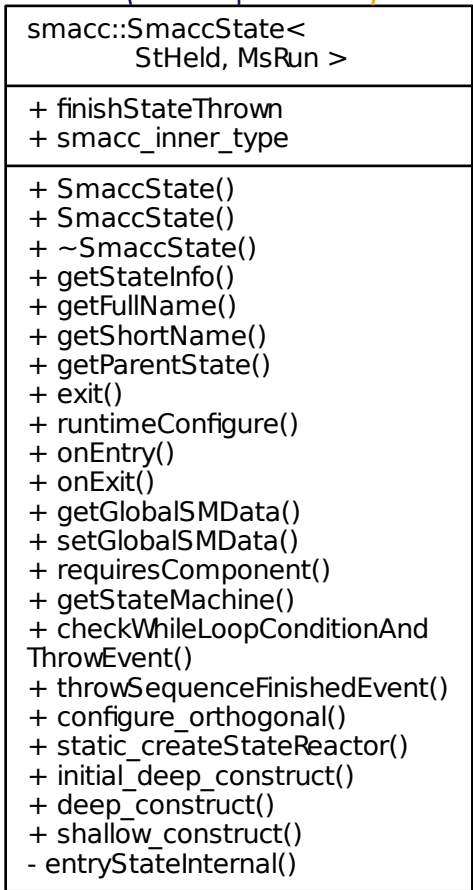 smacc::SmaccState<
StHeld, MsRun >
+ finishStateThrown
+ smacc_inner_type
+ SmaccState()
+ SmaccState()
+ ~SmaccState()
+ getStateInfo()
+ getFullName()
+ getShortName()
+ getParentState()
+ exit()
+ runtimeConfigure()
+ onEntry()
+ onExit()
+ getGlobalSMData()
+ setGlobalSMData()
+ requiresComponent()
+ getStateMachine()
+ checkWhileLoopConditionAnd
ThrowEvent()
+ throwSequenceFinishedEvent()
+ configure_orthogonal()
+ static_createStateReactor()
+ initial_deep_construct()
+ deep_construct()
+ shallow_construct()
- entryStateInternal()